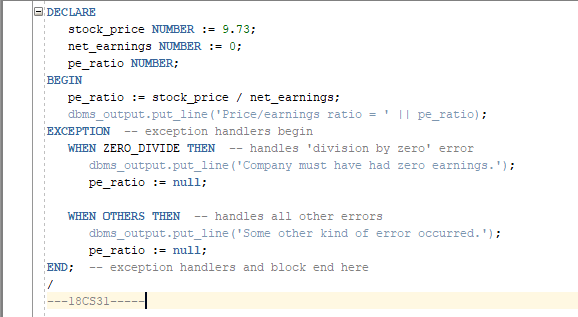 DECLARE
stock_price NUMBER := 9.73;
net_earnings NUMBER := 0;
pe_ratio NUMBER;
BEGIN
pe_ratio := stock_price / net_earnings;
dbms_output.put_line('Price/earnings ratio = ' || pe_ratio);
EXCEPTION -- exception handlers begin
WHEN ZERO_DIVIDE THEN -- handles 'division by zero' error
dbms_output.put_line('Company must have had zero earnings.');
pe_ratio := null;
WHEN OTHERS THEN -- handles all other errors
dbms_output.put_line('Some other kind of error occurred.');
pe_ratio := null;
END; -- exception handlers and block end here
/
---18CS31-----